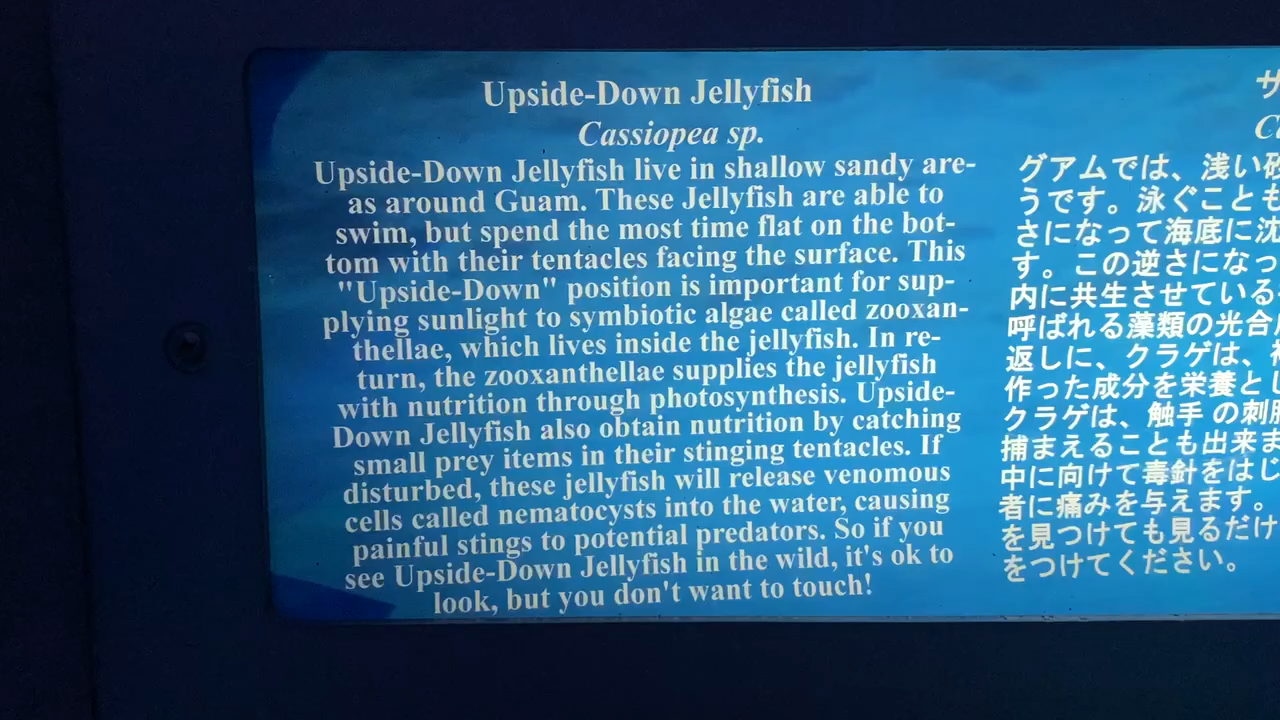 Upside-Down Jellyfish
Cassiopea sp.
Upside-Down Jellyfish live in shallow sandy are-
as around Guam. These Jellyfish are able to
swim, but spend the most time flat on the bot-
tom with their tentacles facing the surface. This
"Upside-Down" position is important for sup-
plying sunlight to symbiotic algae called zooxan-
thellae, which lives inside the jellyfish. In re-
turn, the zooxanthellae supplies the jellyfish
with nutrition through photosynthesis. Upside-
Down Jellyfish also obtain nutrition by catching
small prey items in their stinging tentacles. If
disturbed, these jellyfish will release venomous
cells called nematocysts into the water, causing
painful stings to potential predators. So if you
see Upside-Down Jellyfish in the wild, it's ok to
look, but you don't want to touch!
サ
C
グアムでは、浅い砂
うです。泳ぐことも
さになって海底に沈
す。この逆さになっ
内に共生させている
呼ばれる藻類の光合
返しに、クラゲは、
作った成分を栄養とし
クラゲは、触手 の刺胞
捕まえることも出来ま
中に向けて毒針をはじ
者に痛みを与えます。
を見つけても見るだけ
をつけてください。